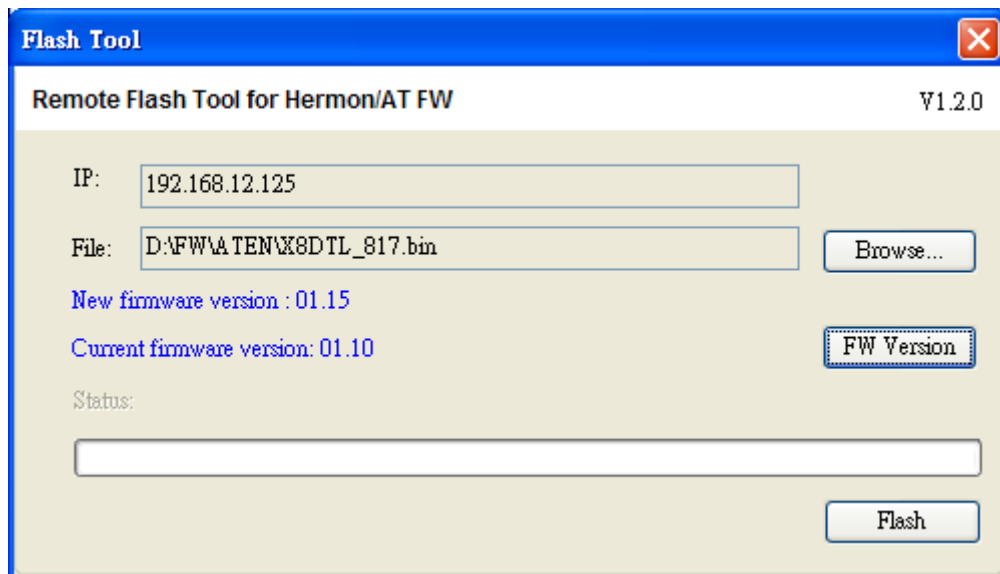 Flash Tool
Remote Flash Tool for Hermon/AT FW V1.2.0
IP: 192.168.12.125
File: D:\FW\ATEN\X8DTL_817.bin Browse...
New firmware version : 01.15
Current firmware version: 01.10 FW Version
Status:
Flash